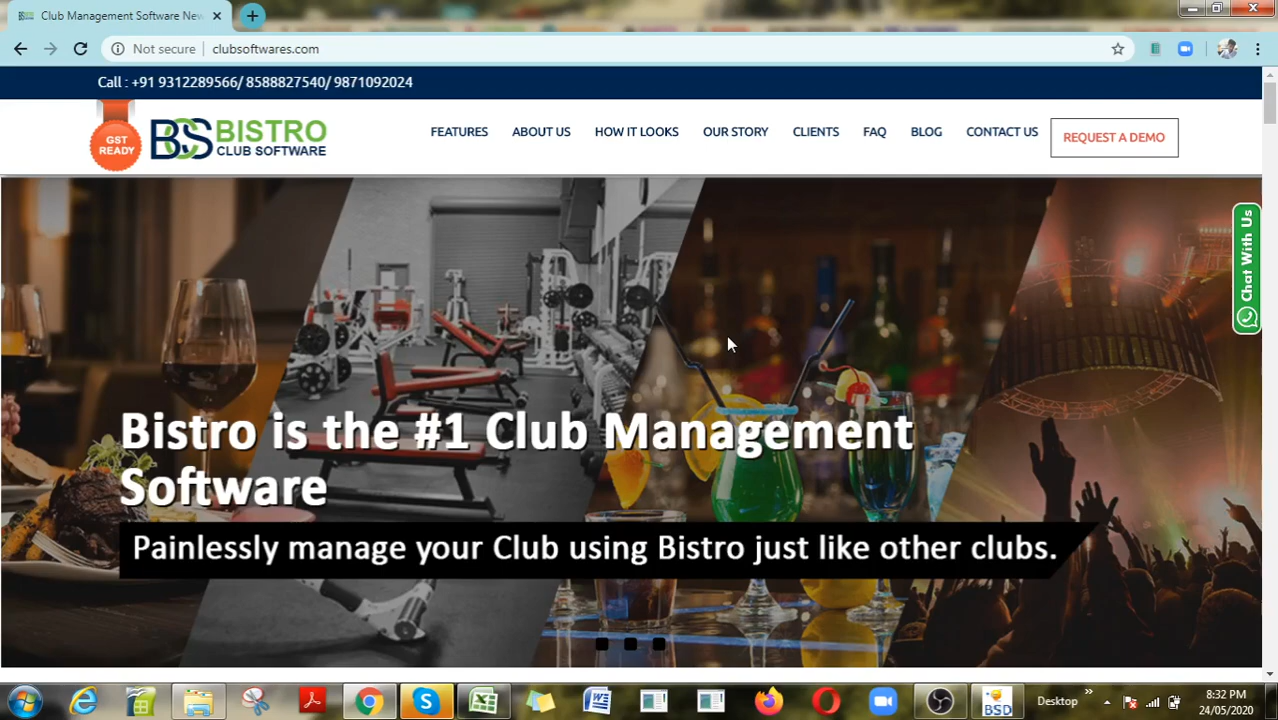 Club Management Software New
Not secure
clubsoftwares.com
Call : +91 9312289566/ 8588827540/ 9871092024
GST
READY
BCS BISTRO
CLUB SOFTWARE
FEATURES
ABOUT US
HOW IT LOOKS
OUR STORY
CLIENTS
FAQ
BLOG
CONTACT US
REQUEST A DEMO
Chat With Us
Bistro is the #1 Club Management
Software
Painlessly manage your Club using Bistro just like other clubs.
BSD
Desktop
8:32 PM
24/05/2020